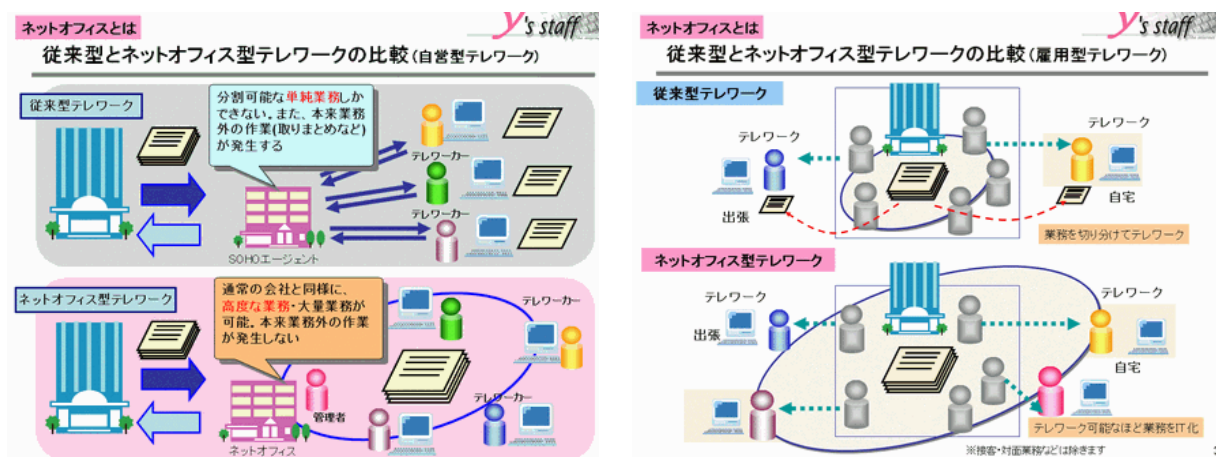 ネットオフィスとは
y's staff
従来型とネットオフィス型テレワークの比較(自営型テレワーク)
従来型テレワーク
分割可能な単純業務しか
できない。また、本来業務
外の作業(取りまとめなど)
が発生する
テレワーカー
テレワーカー
SOHOエージェント
ネットオフィス型テレワーク
通常の会社と同様に、
高度な業務・大量業務が
可能。本来業務外の作業
が発生しない
テレワーカー
テレワーカー
管理者
ネットオフィス
ネットオフィスとは
y's staff
従来型とネットオフィス型テレワークの比較(雇用型テレワーク)
従来型テレワーク
テレワーク
テレワーク
出張
自宅
業務を切り分けてテレワーク
ネットオフィス型テレワーク
テレワーク
テレワーク
出張
自宅
テレワーク可能なほど業務をIT化
※接客・対面業務などは除きます